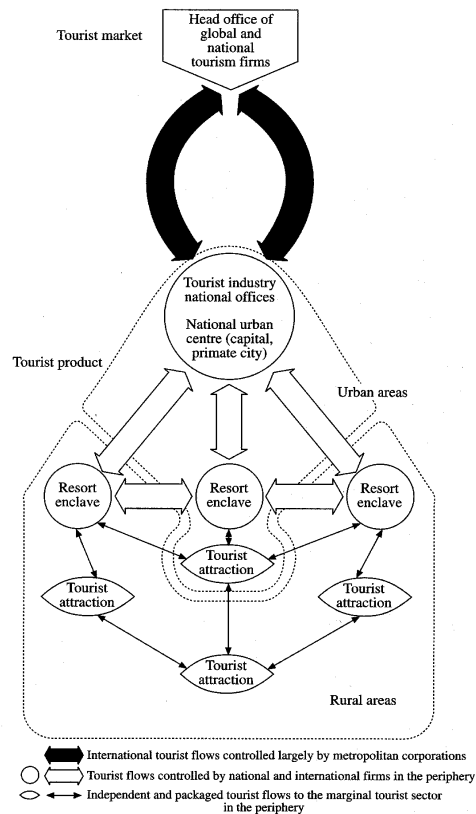 Tourist market
Head office of
global and
national
tourism firms
Tourist industry
national offices
National urban
centre (capital,
primate city)
Tourist product
Urban areas
Resort
enclave
Resort
enclave
Resort
enclave
Tourist
attraction
Tourist
attraction
Tourist
attraction
Tourist
attraction
Rural areas
International tourist flows controlled largely by metropolitan corporations
Tourist flows controlled by national and international firms in the periphery
Independent and packaged tourist flows to the marginal tourist sector
in the periphery